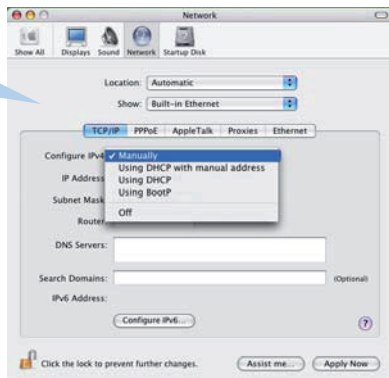 Network
Show All Displays Sound Network Startup Disk
Location: Automatic
Show: Built-in Ethernet
TCP/IP PPPoE AppleTalk Proxies Ethernet
Configure IPv4 ✓ Manually
Using DHCP with manual address
IP Address Using DHCP
Using BootP
Subnet Mask
Off
Router
DNS Servers:
Search Domains: (Optional)
IPv6 Address:
Configure IPv6... ?
Click the lock to prevent further changes. Assist me... Apply Now